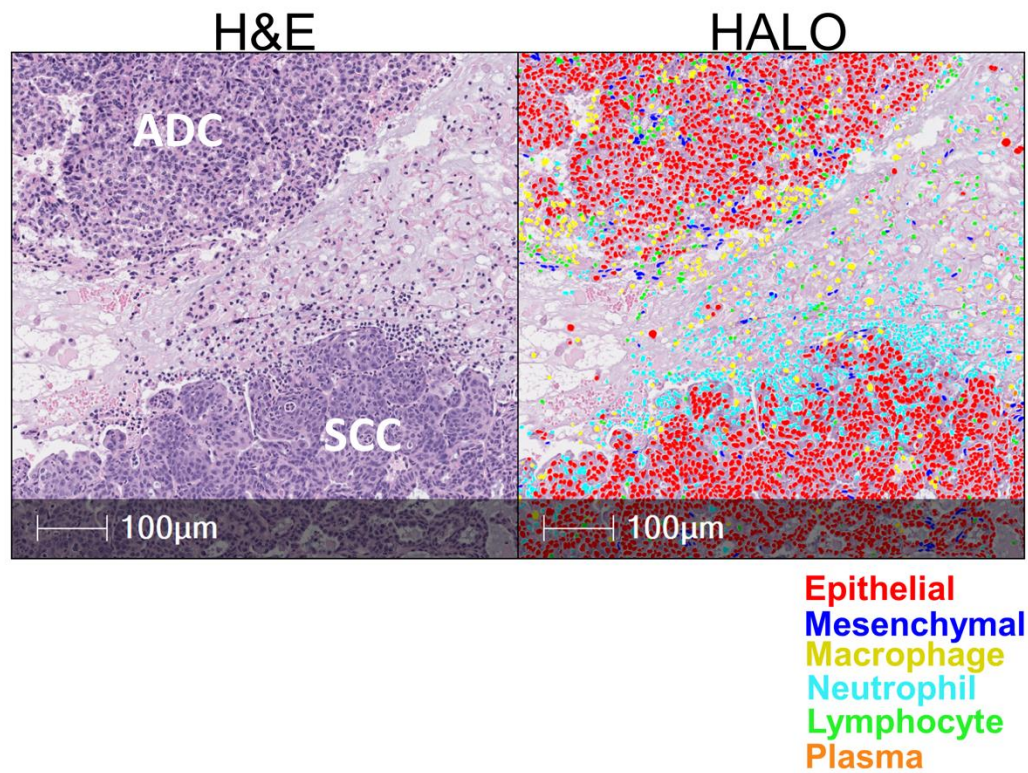 H&E
HALO
ADC
SCC
100μm
100μm
Epithelial
Mesenchymal
Macrophage
Neutrophil
Lymphocyte
Plasma